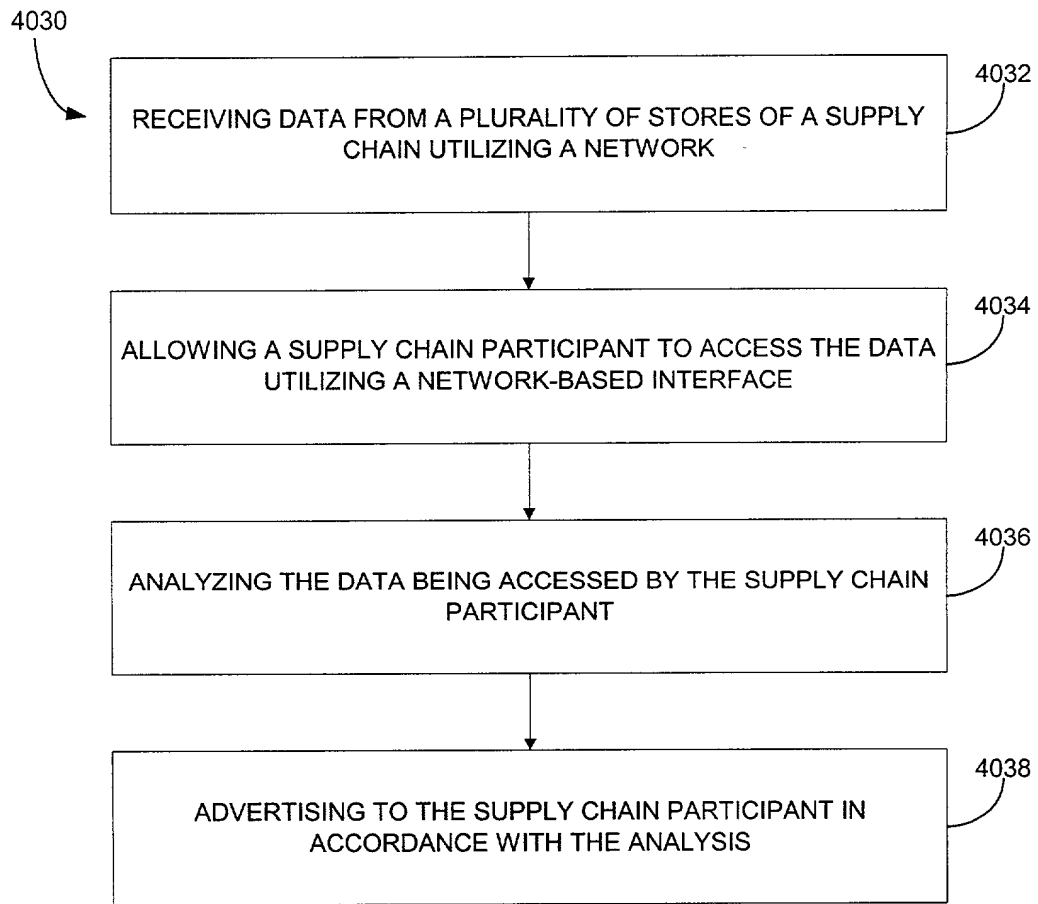 4030
4032
RECEIVING DATA FROM A PLURALITY OF STORES OF A SUPPLY
CHAIN UTILIZING A NETWORK
4034
ALLOWING A SUPPLY CHAIN PARTICIPANT TO ACCESS THE DATA
UTILIZING A NETWORK-BASED INTERFACE
4036
ANALYZING THE DATA BEING ACCESSED BY THE SUPPLY CHAIN
PARTICIPANT
4038
ADVERTISING TO THE SUPPLY CHAIN PARTICIPANT IN
ACCORDANCE WITH THE ANALYSIS